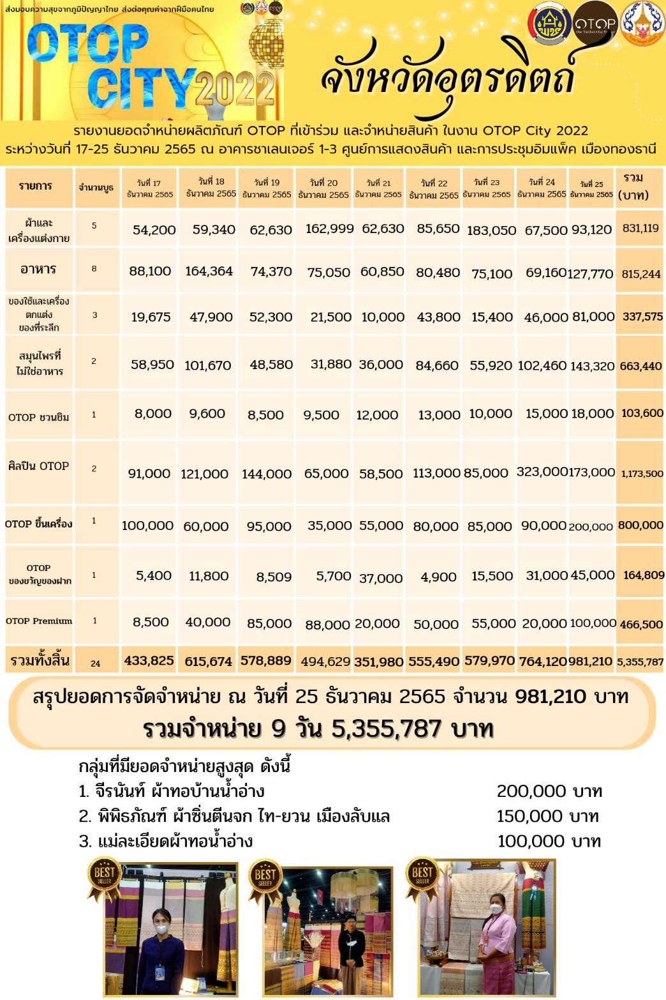 ส่งมอบความสุขจากภูมิปัญญาไทย ส่งต่อคุณค่าจากฝีมือคนไทย
OTOP
CITY2022
OTOP
จังหวัดอุตรดิตถ์
รายงานยอดจำหน่ายผลิตภัณฑ์ OTOP ที่เข้าร่วม และจำหน่ายสินค้า ในงาน OTOP City 2022
ระหว่างวันที่ 17-25 ธันวาคม 2565 ณ อาคารชาเลนเจอร์ 1-3 ศูนย์การแสดงสินค้า และการประชุมอิมแพ็ค เมืองทองธานี
รายการ จำนวนบูธ วันที่ 17 ธันวาคม 2565 วันที่ 18 ธันวาคม 2565 วันที่ 19 ธันวาคม 2565 วันที่ 20 ธันวาคม 2565 วันที่ 21 ธันวาคม 2565 วันที่ 22 ธันวาคม 2565 วันที่ 23 ธันวาคม 2565 วันที่ 24 ธันวาคม 2565 วันที่ 25 ธันวาคม 2565 รวม (บาท)
ผ้าและเครื่องแต่งกาย 5 54,200 59,340 62,630 162,999 62,630 85,650 183,050 67,500 93,120 831,119
อาหาร 8 88,100 164,364 74,370 75,050 60,850 80,480 75,100 69,160 127,770 815,244
ของใช้และเครื่องตกแต่ง ของที่ระลึก 3 19,675 47,900 52,300 21,500 10,000 43,800 15,400 46,000 81,000 337,575
สมุนไพรที่ไม่ใช่อาหาร 2 58,950 101,670 48,580 31,880 36,000 84,660 55,920 102,460 143,320 663,440
OTOP ชวนชิม 1 8,000 9,600 8,500 9,500 12,000 13,000 10,000 15,000 18,000 103,600
ศิลปิน OTOP 2 91,000 121,000 144,000 65,000 58,500 113,000 85,000 323,000 173,000 1,173,500
OTOP ขึ้นเครื่อง 1 100,000 60,000 95,000 35,000 55,000 80,000 85,000 90,000 200,000 800,000
OTOP ของขวัญของฝาก 1 5,400 11,800 8,509 5,700 37,000 4,900 15,500 31,000 45,000 164,809
OTOP Premium 1 8,500 40,000 85,000 88,000 20,000 50,000 55,000 20,000 100,000 466,500
รวมทั้งสิ้น 24 433,825 615,674 578,889 494,629 351,980 555,490 579,970 764,120 981,210 5,355,787
สรุปยอดการจัดจำหน่าย ณ วันที่ 25 ธันวาคม 2565 จำนวน 981,210 บาท
รวมจำหน่าย 9 วัน 5,355,787 บาท
กลุ่มที่มียอดจำหน่ายสูงสุด ดังนี้
1. จีรนันท์ ผ้าทอบ้านน้ำอ่าง 200,000 บาท
2. พิพิธภัณฑ์ ผ้าซิ่นตีนจก ไท-ยวน เมืองลับแล 150,000 บาท
3. แม่ละเอียดผ้าทอน้ำอ่าง 100,000 บาท
BEST SELLER
BEST SELLER
BEST SELLER